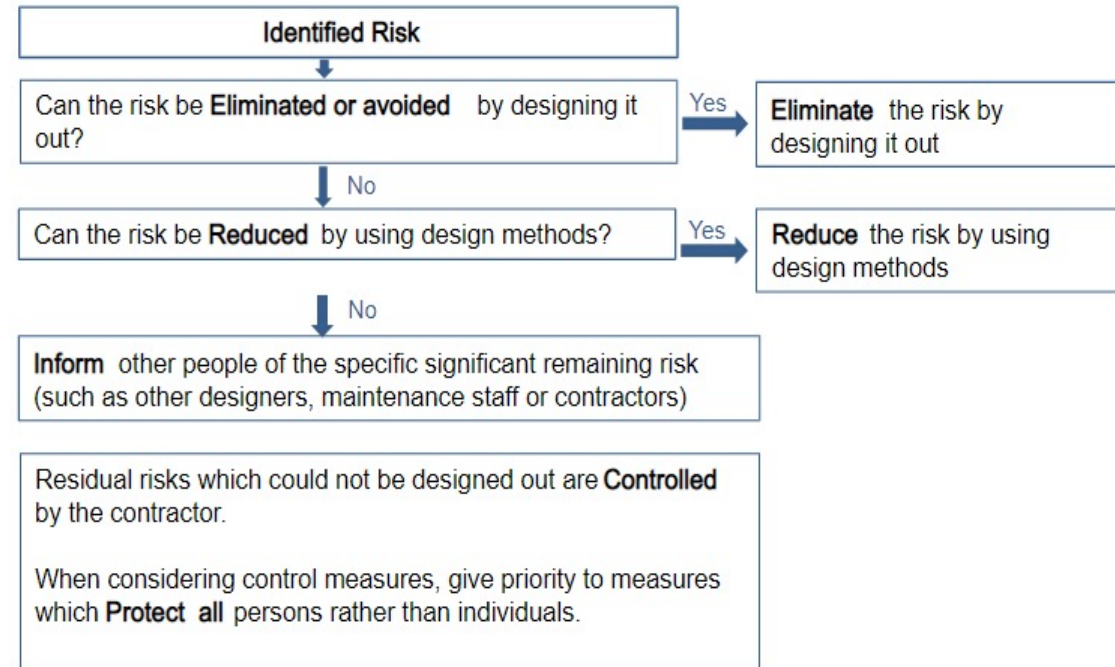 Identified Risk
Can the risk be Eliminated or avoided by designing it
out?
Yes
Eliminate the risk by
designing it out
No
Can the risk be Reduced by using design methods?
Yes
Reduce the risk by using
design methods
No
Inform other people of the specific significant remaining risk
(such as other designers, maintenance staff or contractors)
Residual risks which could not be designed out are Controlled
by the contractor.
When considering control measures, give priority to measures
which Protect all persons rather than individuals.